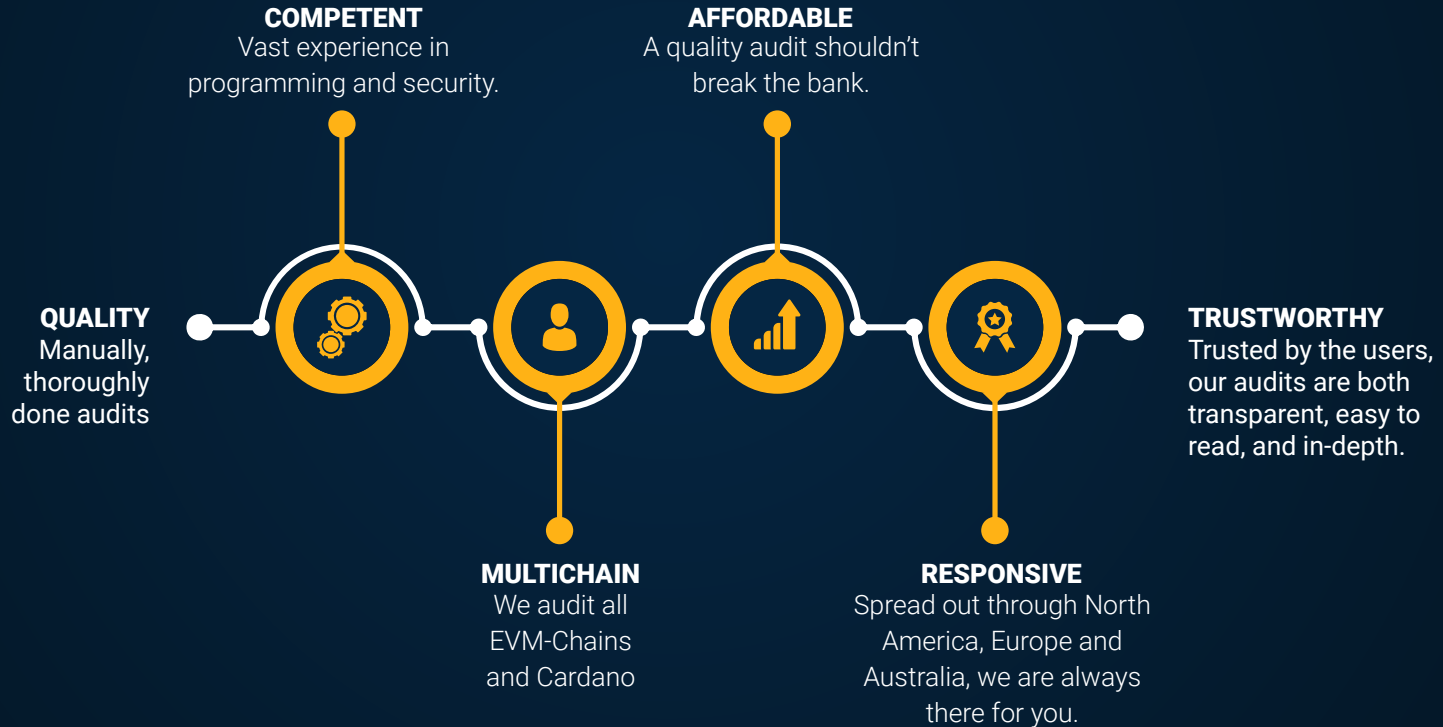 COMPETENT
Vast experience in
programming and security.
AFFORDABLE
A quality audit shouldn’t
break the bank.
QUALITY
Manually,
thoroughly
done audits
TRUSTWORTHY
Trusted by the users,
our audits are both
transparent, easy to
read, and in-depth.
MULTICHAIN
We audit all
EVM-Chains
and Cardano
RESPONSIVE
Spread out through North
America, Europe and
Australia, we are always
there for you.